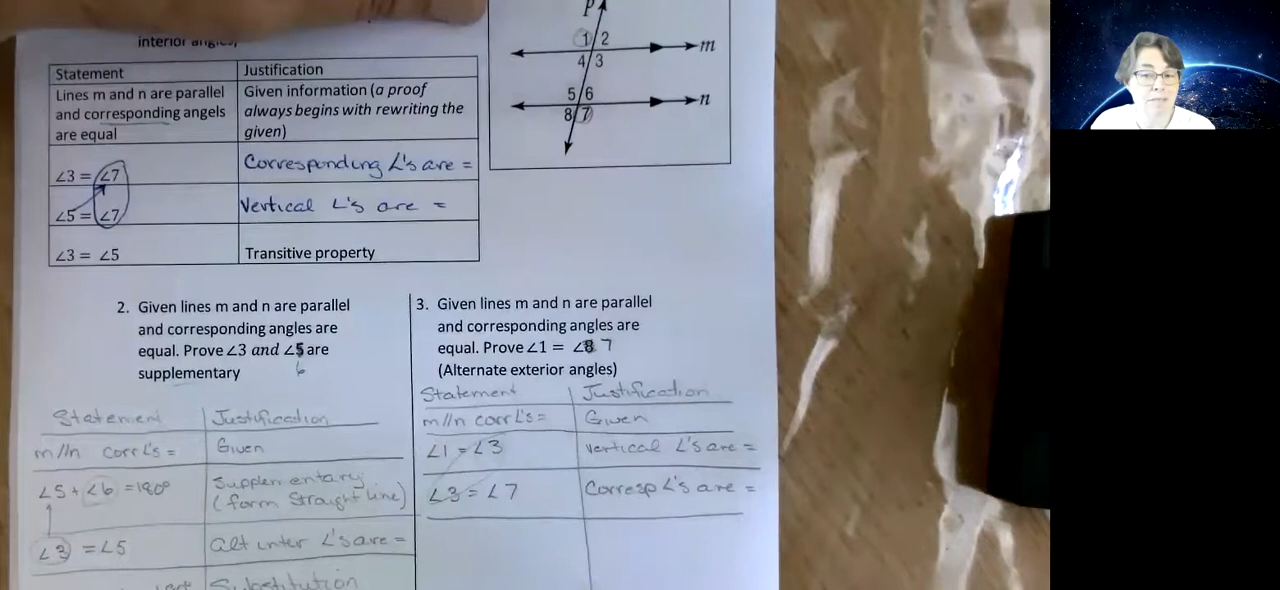 interior angles,
Statement
Justification
Lines m and n are parallel
and corresponding angels
are equal
Given information (a proof
always begins with rewriting the
given)
∠3 = ∠7
Corresponding ∠'s are =
∠5 = ∠7
Vertical ∠'s are =
∠3 = ∠5
Transitive property
P
1 2
m
4 3
5 6
n
8 7
2. Given lines m and n are parallel
and corresponding angles are
equal. Prove ∠3 and ∠5 are
6
supplementary
Statement
Justification
m//n corr ∠'s =
Given
∠5 + ∠6 = 180°
Supplementary
(form straight line)
∠3 = ∠5
Alt inter ∠'s are =
Substitution
3. Given lines m and n are parallel
and corresponding angles are
equal. Prove ∠1 = ∠8 7
(Alternate exterior angles)
Statement
Justification
m//n corr ∠'s =
Given
∠1 = ∠3
Vertical ∠'s are =
∠3 = ∠7
Corresp ∠'s are =